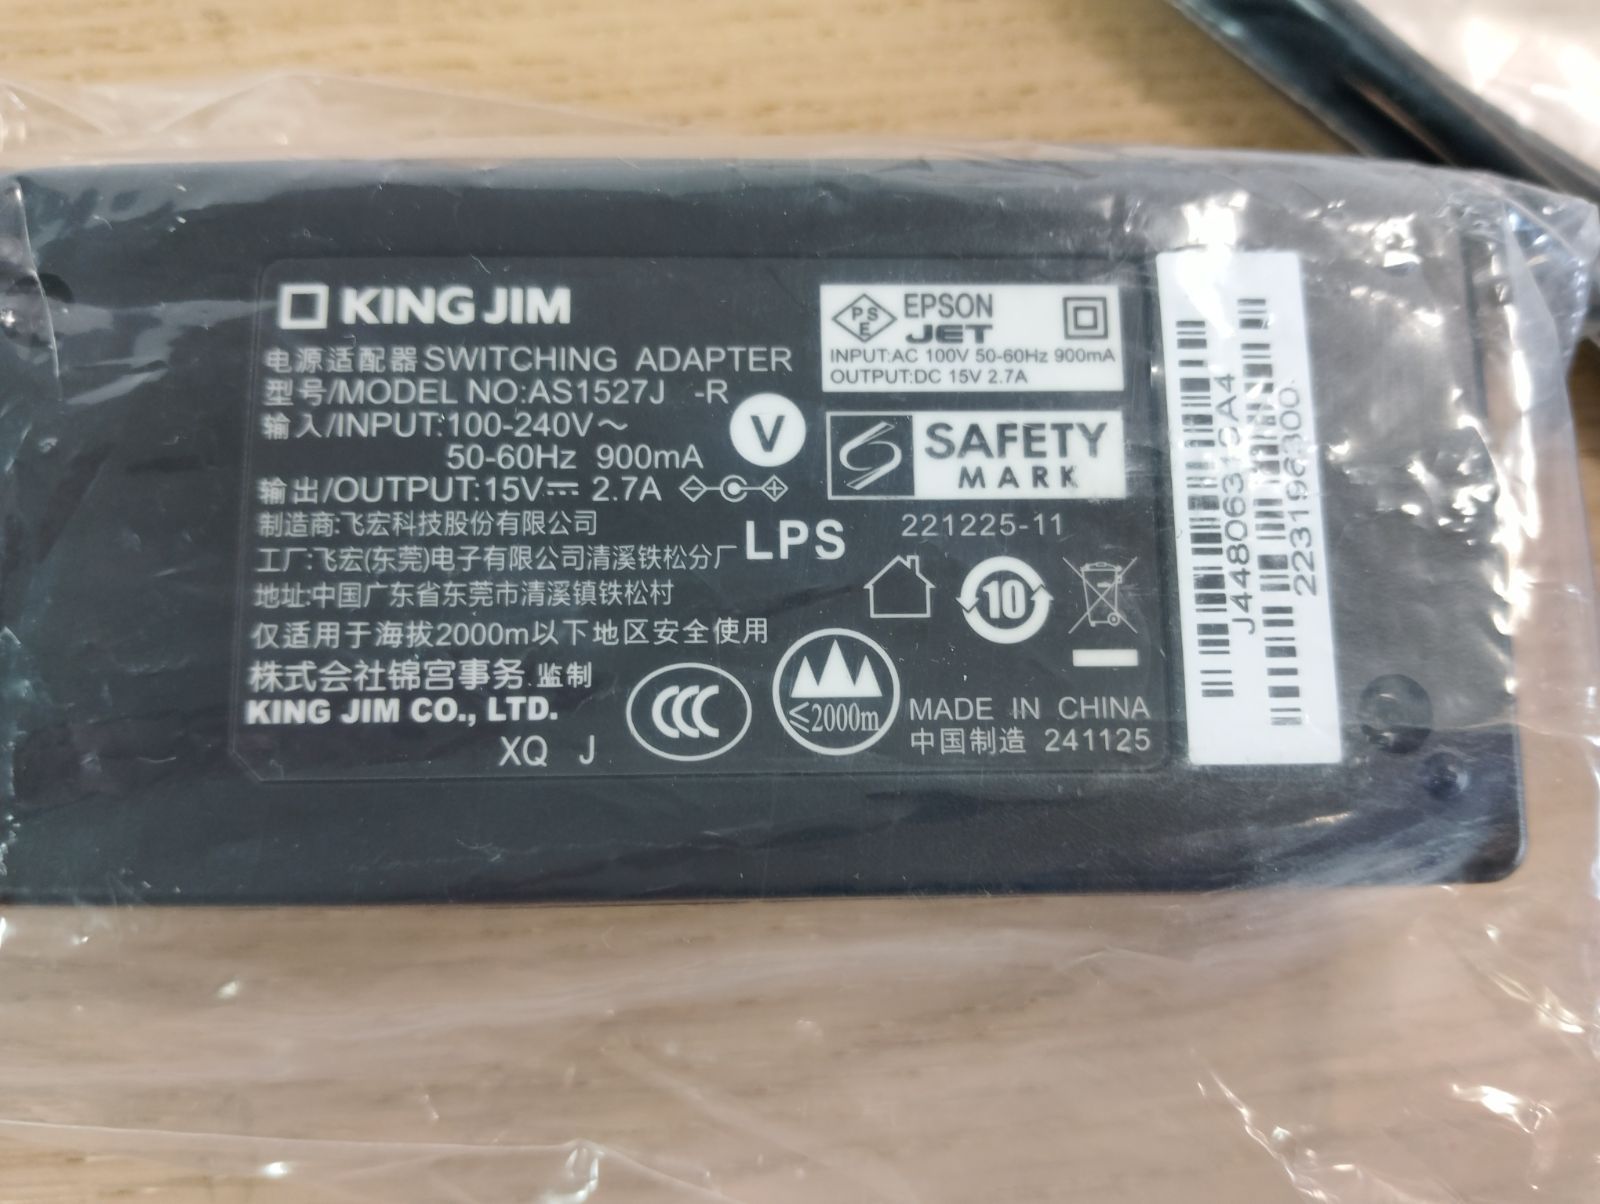 KING JIM
电源适配器 SWITCHING ADAPTER
型号/MODEL NO:AS1527J -R
输入/INPUT:100-240V～
50-60Hz 900mA
输出/OUTPUT:15V⎓ 2.7A
V
制造商:飞宏科技股份有限公司
工厂:飞宏(东莞)电子有限公司清溪铁松分厂
地址:中国广东省东莞市清溪镇铁松村
LPS
仅适用于海拔2000m以下地区安全使用
株式会社锦宫事务 监制
KING JIM CO., LTD.
XQ J
CCC
≤2000m
PSE
EPSON
JET
INPUT:AC 100V 50-60Hz 900mA
OUTPUT:DC 15V 2.7A
SAFETY
MARK
221225-11
10
MADE IN CHINA
中国制造 241125
223196300